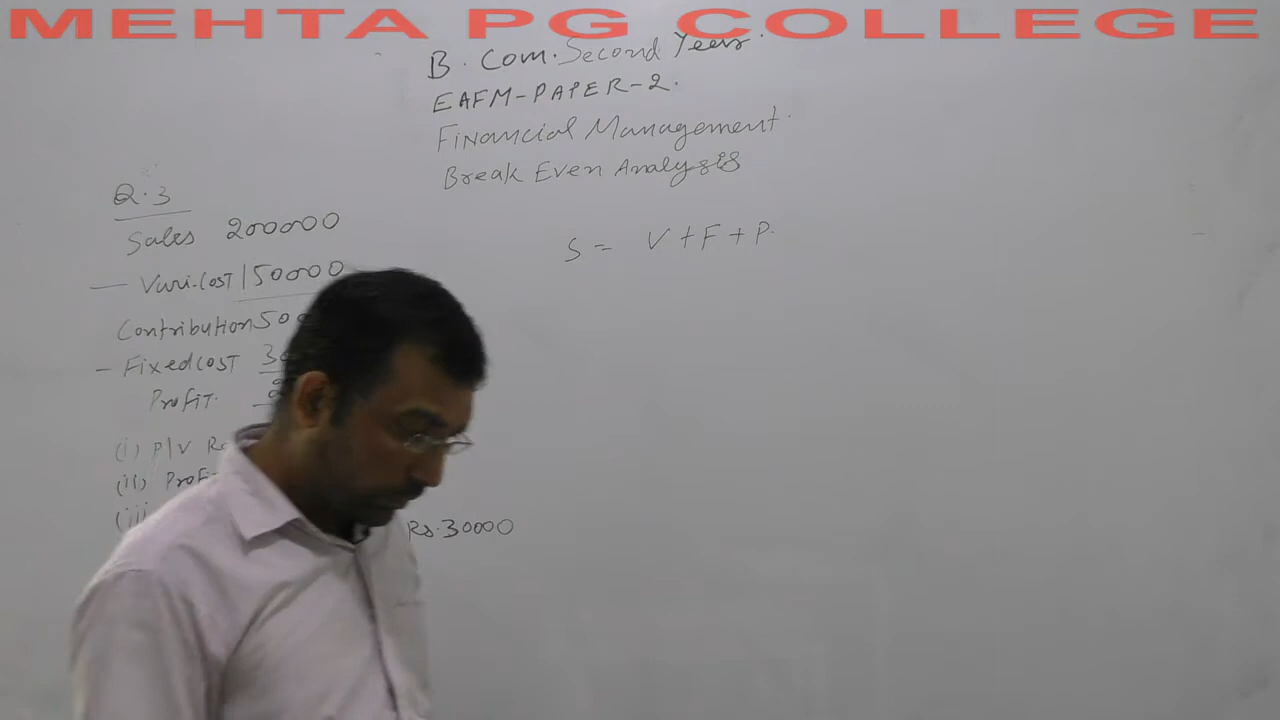 MEHTA PG COLLEGE
B. Com. Second Year.
EAFM-PAPER-2.
Financial Management.
Break Even Analysis
Q.3
Sales 200000
S = V+F+P.
— Vari.Cost 150000
Contribution
- Fixed cost
Profit.
(i) P/V
(ii)
(iii
Rs.30000